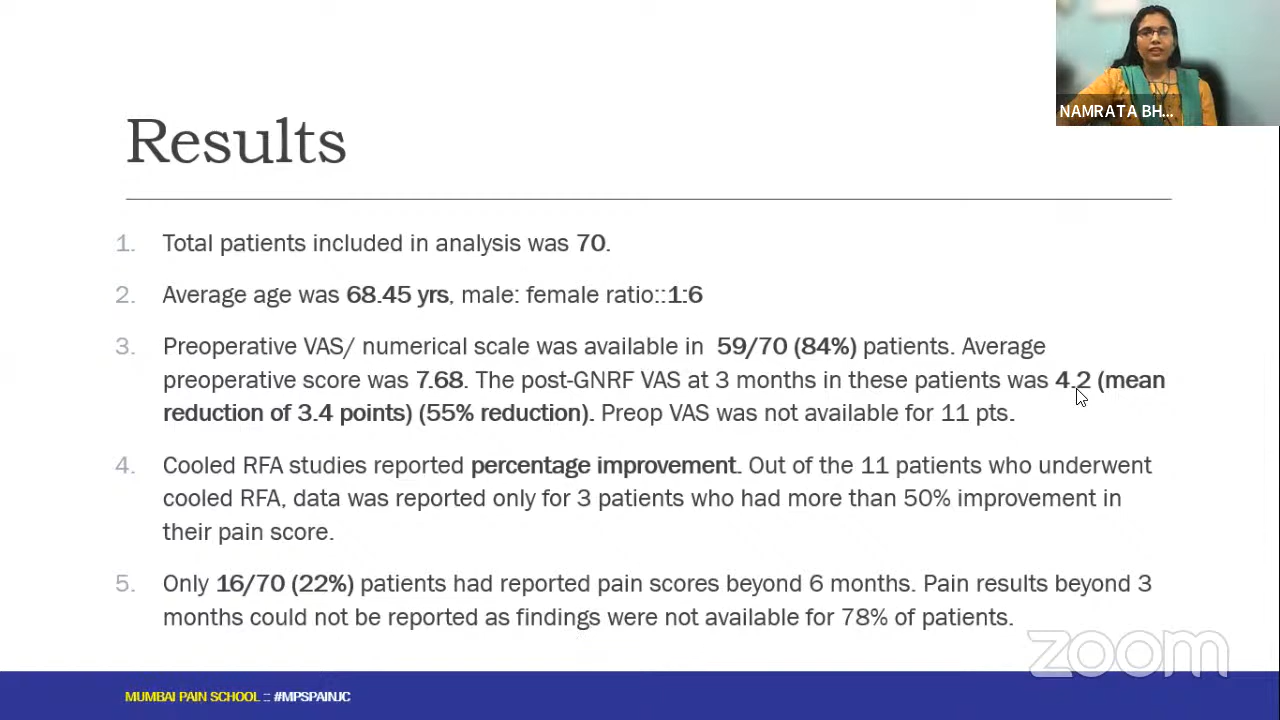 NAMRATA BH...
Results
1. Total patients included in analysis was 70.
2. Average age was 68.45 yrs, male: female ratio::1:6
3. Preoperative VAS/ numerical scale was available in 59/70 (84%) patients. Average
preoperative score was 7.68. The post-GNRF VAS at 3 months in these patients was 4.2 (mean
reduction of 3.4 points) (55% reduction). Preop VAS was not available for 11 pts.
4. Cooled RFA studies reported percentage improvement. Out of the 11 patients who underwent
cooled RFA, data was reported only for 3 patients who had more than 50% improvement in
their pain score.
5. Only 16/70 (22%) patients had reported pain scores beyond 6 months. Pain results beyond 3
months could not be reported as findings were not available for 78% of patients.
zoom
MUMBAI PAIN SCHOOL :: #MPSPAINJC